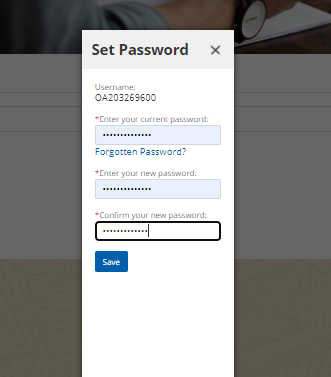 Set Password ×
Username:
OA203269600
*Enter your current password:
••••••••••••••
Forgotten Password?
*Enter your new password:
••••••••••••••
*Confirm your new password:
•••••••••••••
Save